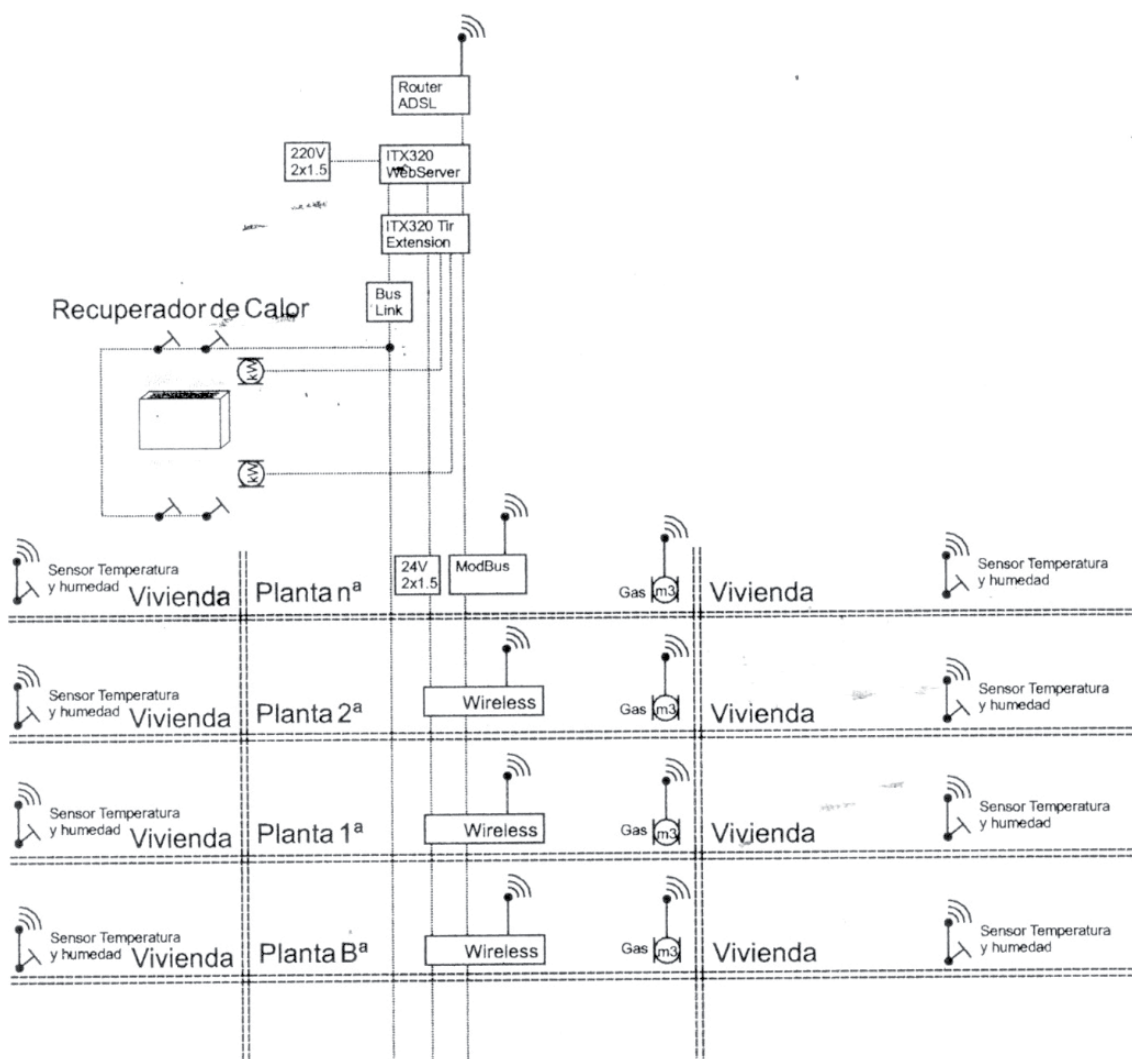 Router
ADSL
220V
2x1.5
ITX320
WebServer
ITX320 Tir
Extension
Bus
Link
Recuperador de Calor
kW
kW
Sensor Temperatura
y humedad
Vivienda
Planta nª
24V
2x1.5
ModBus
Gas
m3
Vivienda
Sensor Temperatura
y humedad
Sensor Temperatura
y humedad
Vivienda
Planta 2ª
Wireless
Gas
m3
Vivienda
Sensor Temperatura
y humedad
Sensor Temperatura
y humedad
Vivienda
Planta 1ª
Wireless
Gas
m3
Vivienda
Sensor Temperatura
y humedad
Sensor Temperatura
y humedad
Vivienda
Planta Bª
Wireless
Gas
m3
Vivienda
Sensor Temperatura
y humedad